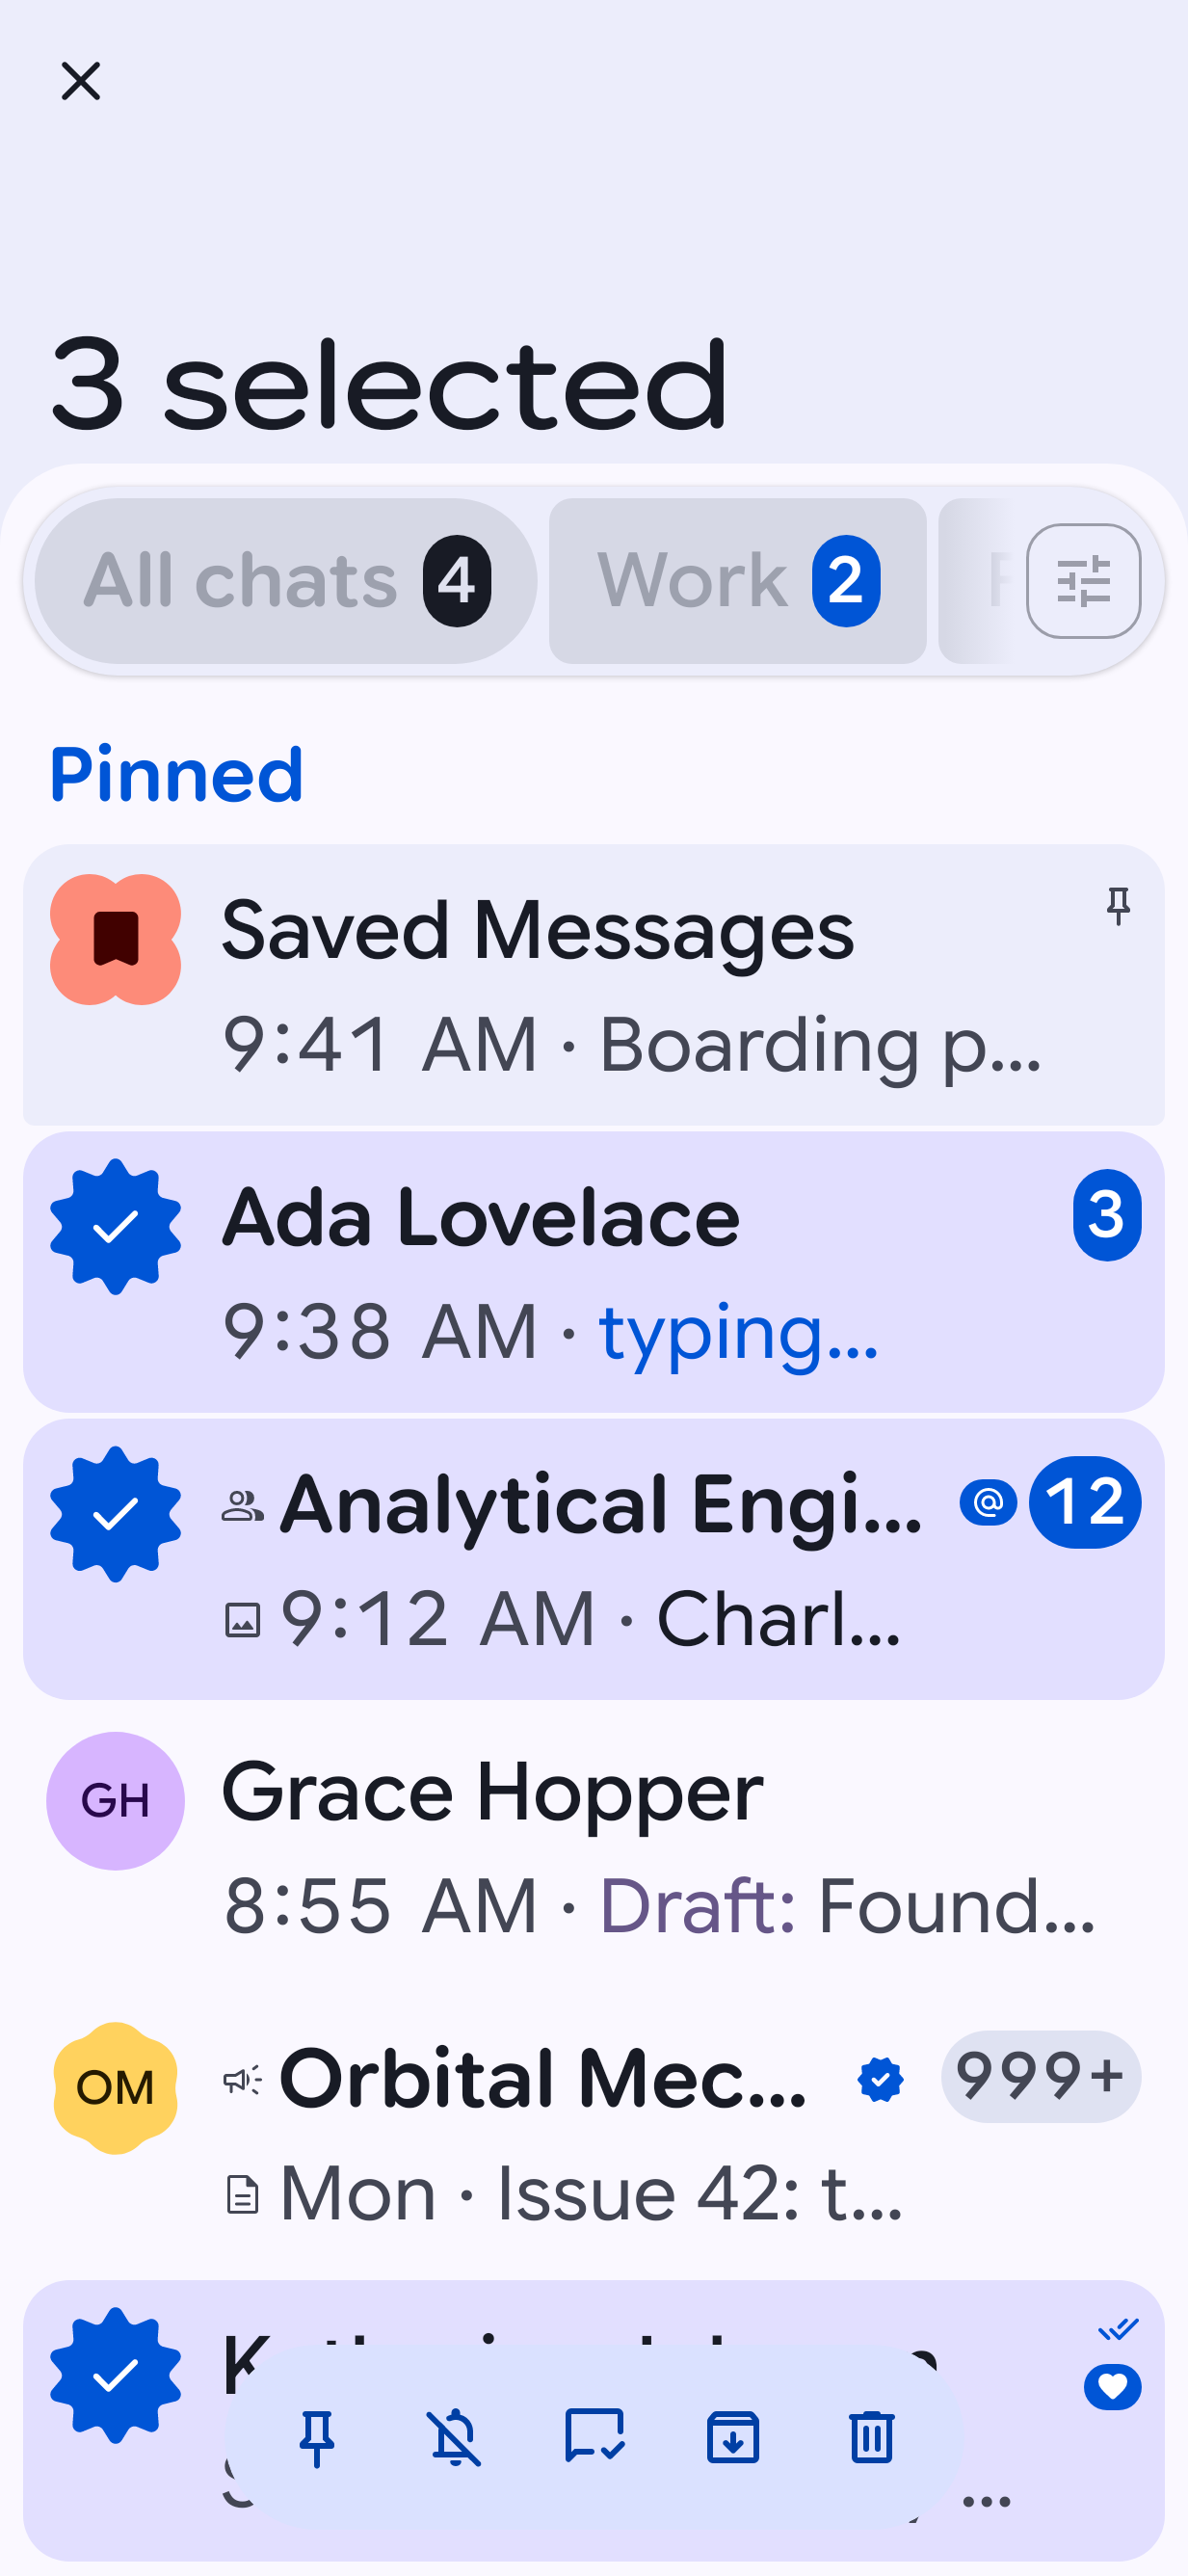 3 selected
All chats 4 Work 2
Pinned
Saved Messages
9:41 AM · Boarding p...
Ada Lovelace 3
9:38 AM · typing...
Analytical Engi... @ 12
9:12 AM · Charl...
GH Grace Hopper
8:55 AM · Draft: Found...
OM Orbital Mec... 999+
Mon · Issue 42: t...